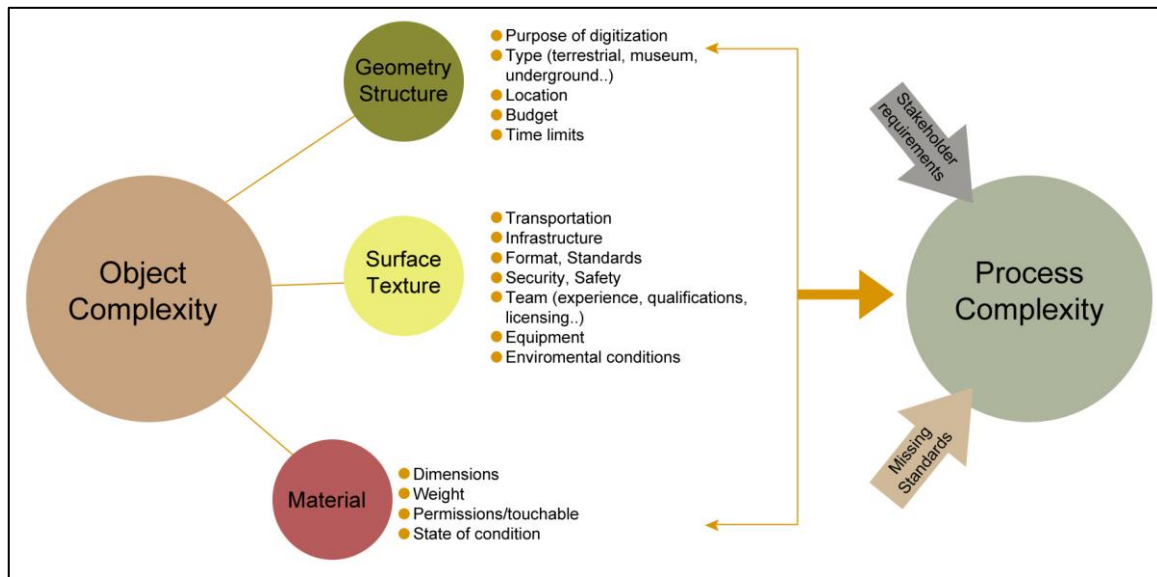 Object
Complexity
Geometry
Structure
Purpose of digitization
Type (terrestrial, museum,
underground..)
Location
Budget
Time limits
Surface
Texture
Transportation
Infrastructure
Format, Standards
Security, Safety
Team (experience, qualifications,
licensing..)
Equipment
Enviromental conditions
Material
Dimensions
Weight
Permissions/touchable
State of condition
Stakeholder
requirements
Process
Complexity
Missing
Standards